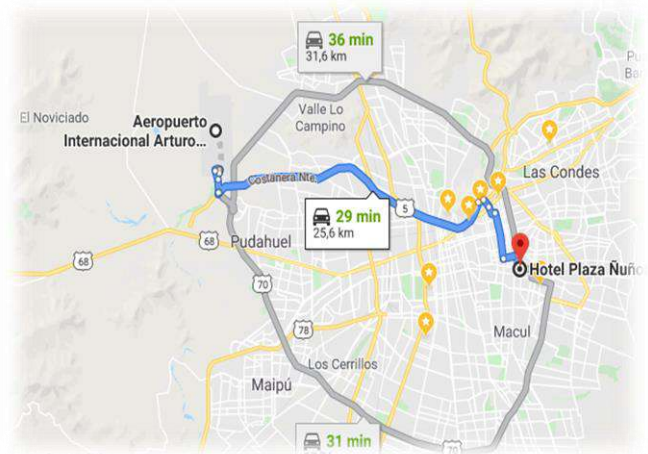 36 min
31,6 km
El Noviciado
Aeropuerto
Internacional Arturo...
Valle Lo
Campino
Costanera Nte.
Las Condes
29 min
25,6 km
5
68
Pudahuel
68
70
Hotel Plaza Ñuño
78
Macul
Los Cerrillos
Maipú
31 min
70